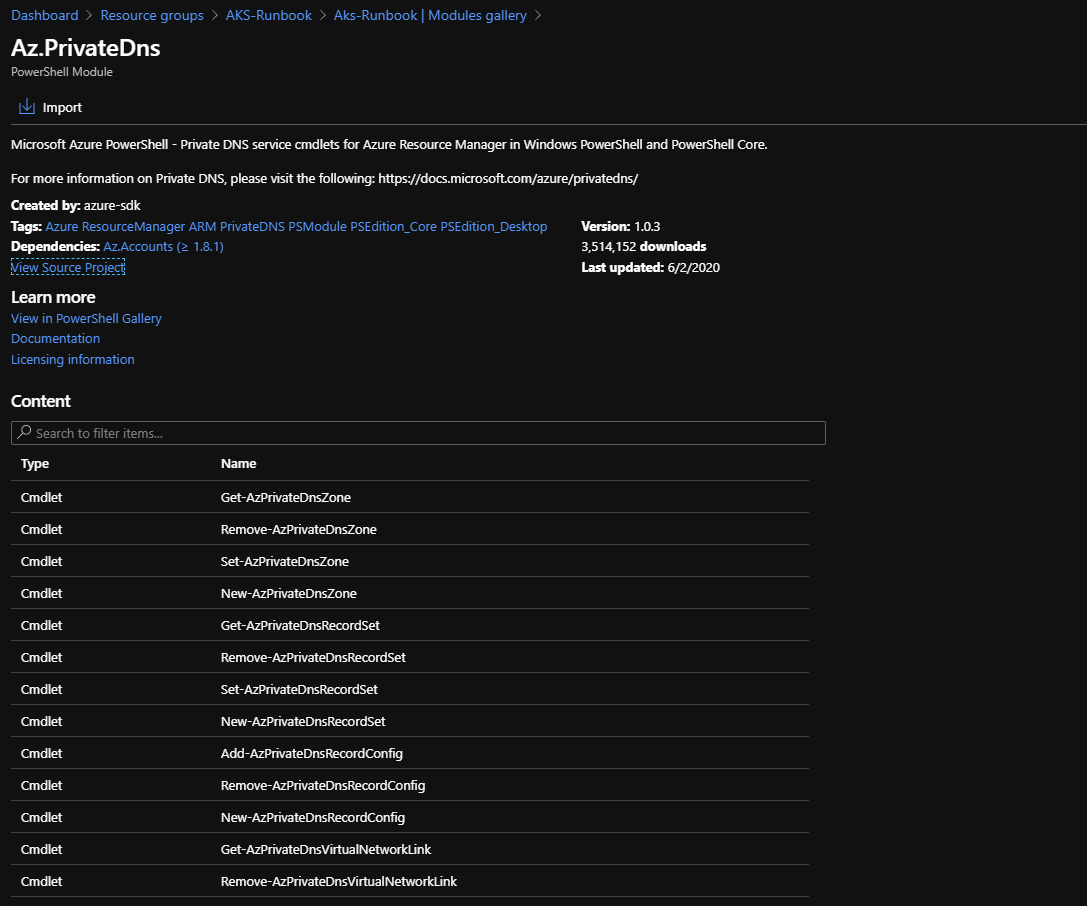 Dashboard > Resource groups > AKS-Runbook > Aks-Runbook | Modules gallery >
Az.PrivateDns
PowerShell Module
Import
Microsoft Azure PowerShell - Private DNS service cmdlets for Azure Resource Manager in Windows PowerShell and PowerShell Core.
For more information on Private DNS, please visit the following: https://docs.microsoft.com/azure/privatedns/
Created by: azure-sdk
Tags: Azure ResourceManager ARM PrivateDNS PSModule PSEdition_Core PSEdition_Desktop
Version: 1.0.3
Dependencies: Az.Accounts (≥ 1.8.1)
3,514,152 downloads
View Source Project
Last updated: 6/2/2020
Learn more
View in PowerShell Gallery
Documentation
Licensing information
Content
Search to filter items...
Type Name
Cmdlet Get-AzPrivateDnsZone
Cmdlet Remove-AzPrivateDnsZone
Cmdlet Set-AzPrivateDnsZone
Cmdlet New-AzPrivateDnsZone
Cmdlet Get-AzPrivateDnsRecordSet
Cmdlet Remove-AzPrivateDnsRecordSet
Cmdlet Set-AzPrivateDnsRecordSet
Cmdlet New-AzPrivateDnsRecordSet
Cmdlet Add-AzPrivateDnsRecordConfig
Cmdlet Remove-AzPrivateDnsRecordConfig
Cmdlet New-AzPrivateDnsRecordConfig
Cmdlet Get-AzPrivateDnsVirtualNetworkLink
Cmdlet Remove-AzPrivateDnsVirtualNetworkLink